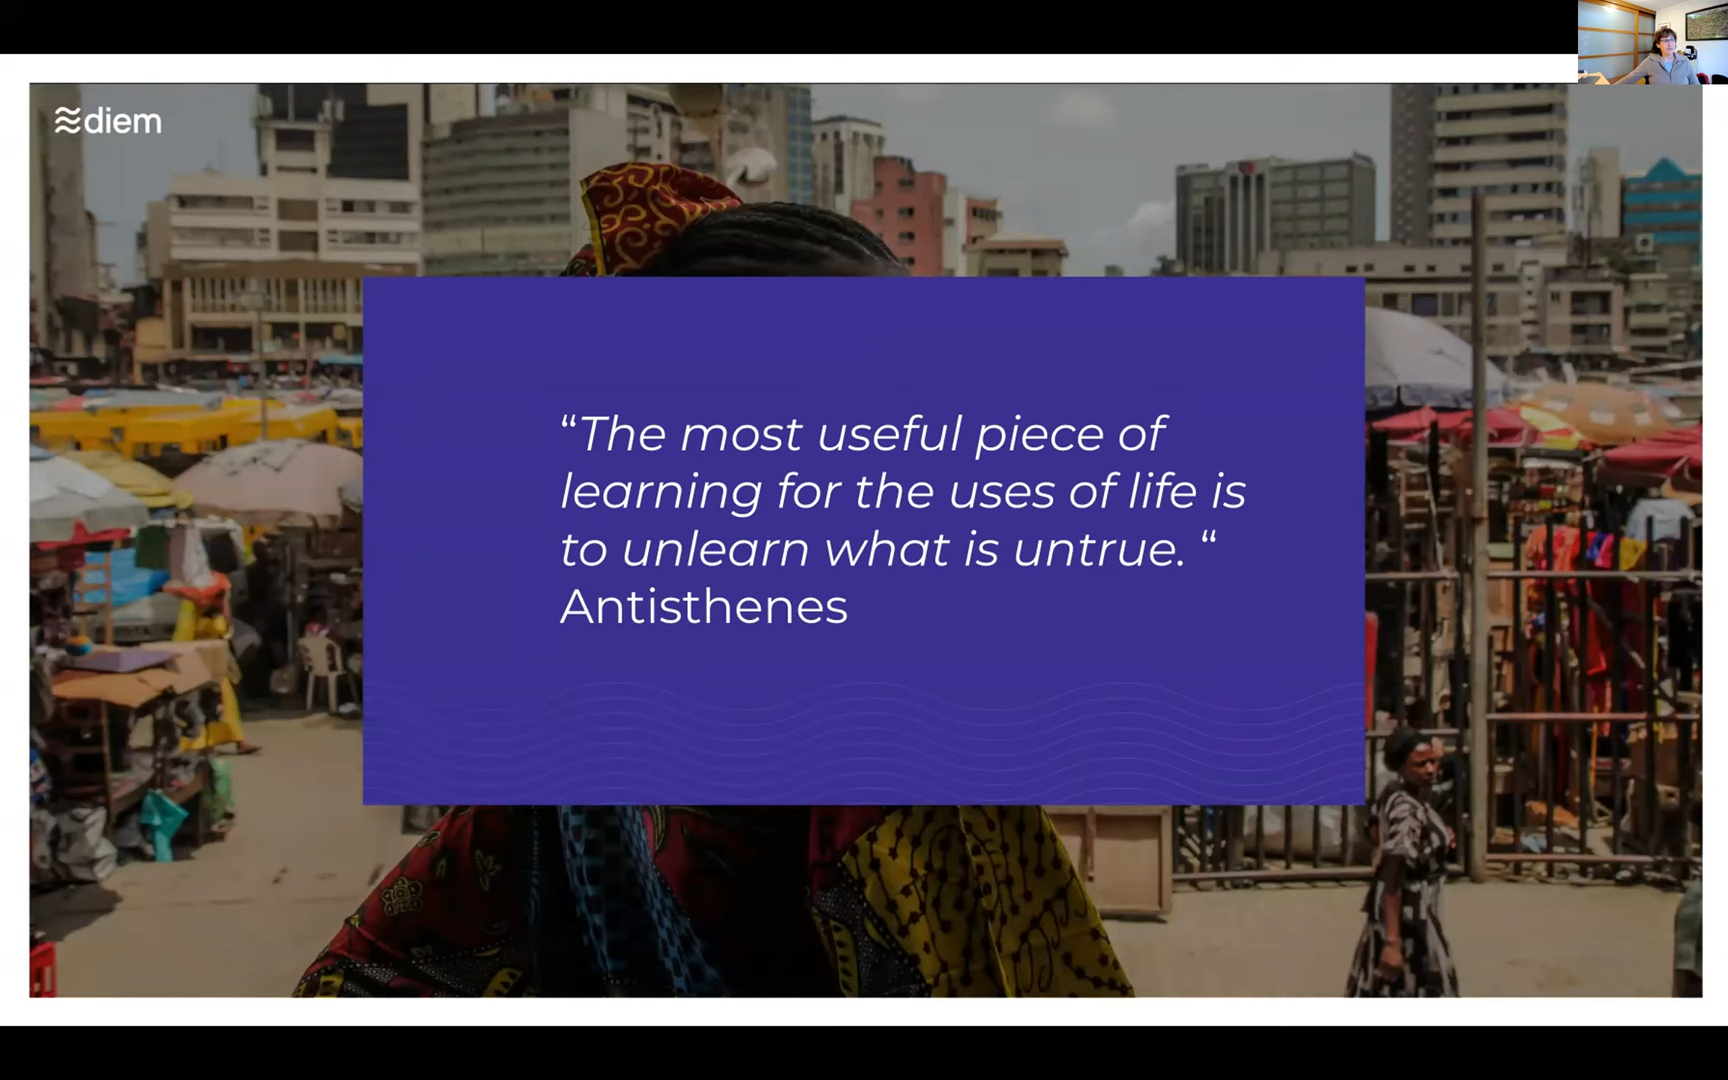 diem
“The most useful piece of
learning for the uses of life is
to unlearn what is untrue. “
Antisthenes